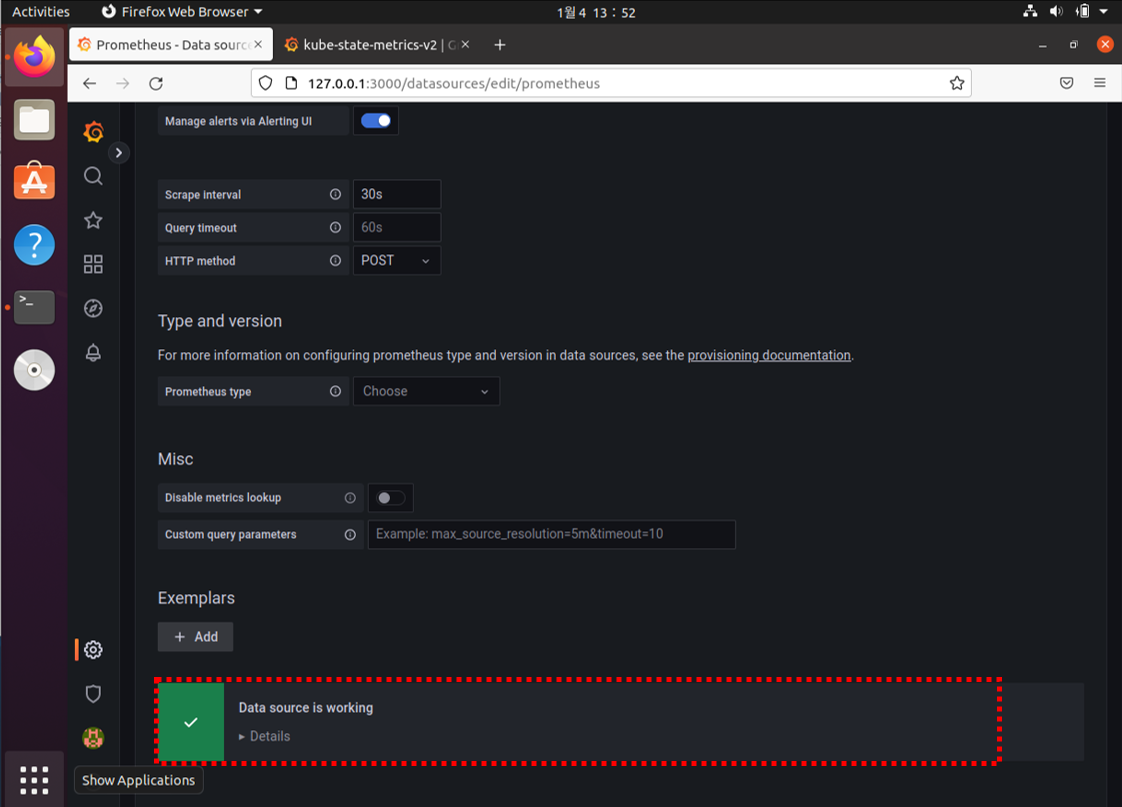 Activities
Firefox Web Browser
1월 4 13 : 52
Prometheus - Data sourc
kube-state-metrics-v2 | G
127.0.0.1:3000/datasources/edit/prometheus
Manage alerts via Alerting UI
Scrape interval
30s
Query timeout
60s
HTTP method
POST
Type and version
For more information on configuring prometheus type and version in data sources, see the provisioning documentation.
Prometheus type
Choose
Misc
Disable metrics lookup
Custom query parameters
Example: max_source_resolution=5m&timeout=10
Exemplars
+ Add
Data source is working
Details
Show Applications